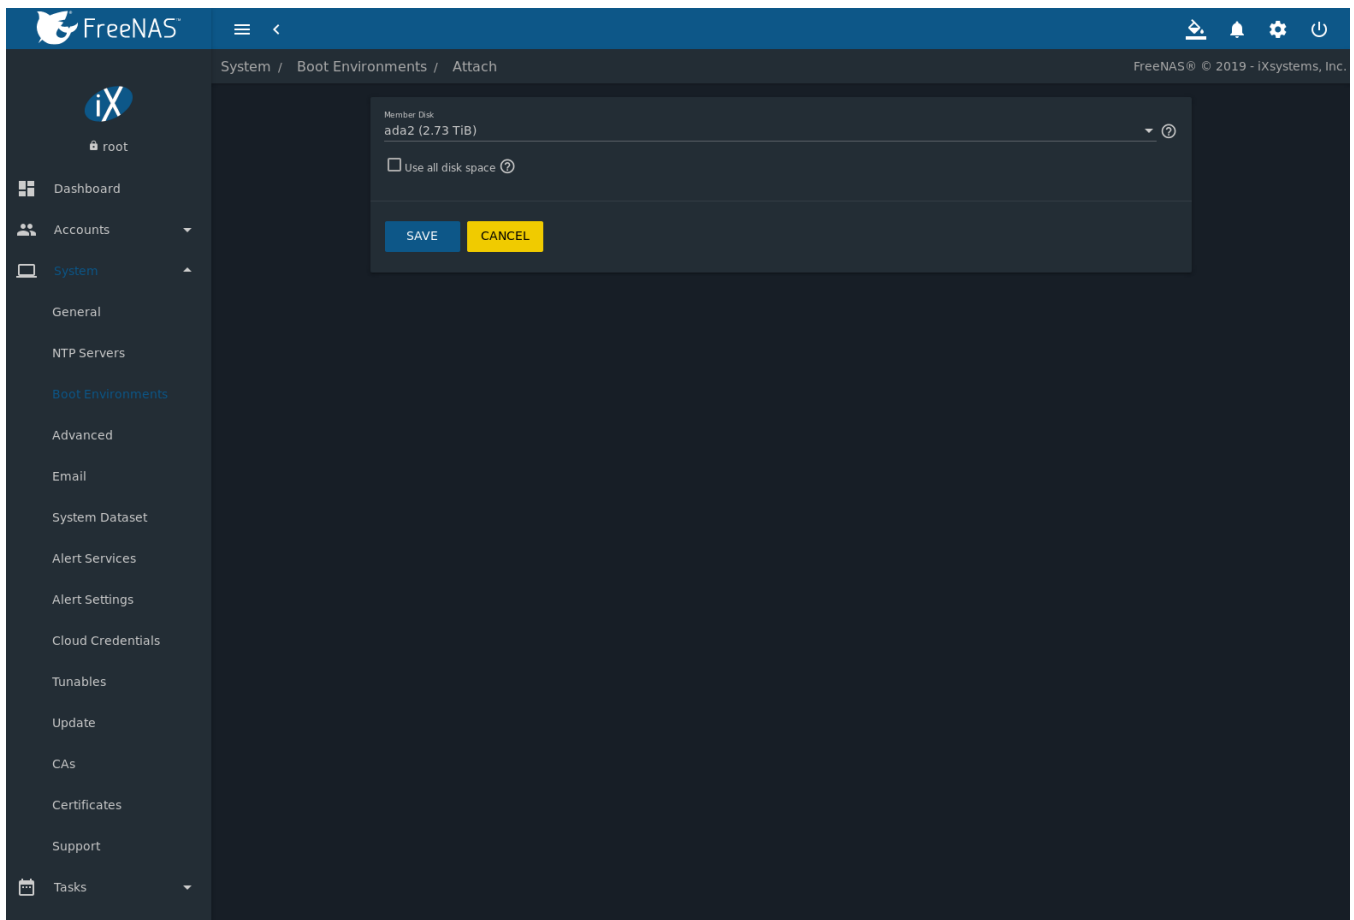 FreeNAS™
System / Boot Environments / Attach
FreeNAS® © 2019 - iXsystems, Inc.
iX
root
Dashboard
Accounts
System
General
NTP Servers
Boot Environments
Advanced
Email
System Dataset
Alert Services
Alert Settings
Cloud Credentials
Tunables
Update
CAs
Certificates
Support
Tasks
Member Disk
ada2 (2.73 TiB)
Use all disk space
SAVE CANCEL